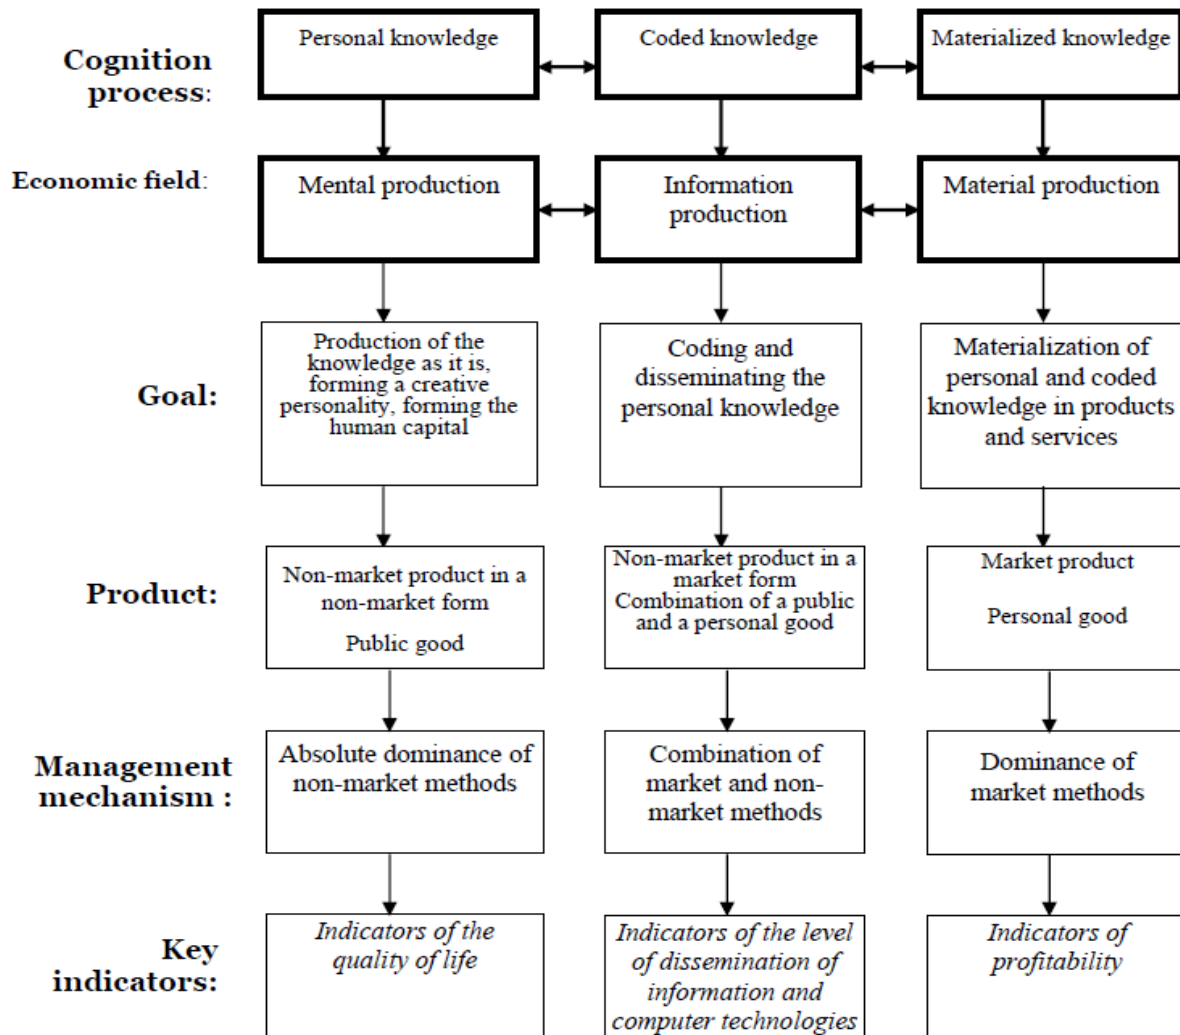 Cognition
process:
Personal knowledge
Coded knowledge
Materialized knowledge
Economic field:
Mental production
Information
production
Material production
Goal:
Production of the
knowledge as it is,
forming a creative
personality, forming the
human capital
Coding and
disseminating the
personal knowledge
Materialization of
personal and coded
knowledge in products
and services
Product:
Non-market product in a
non-market form
Public good
Non-market product in a
market form
Combination of a public
and a personal good
Market product
Personal good
Management
mechanism :
Absolute dominance of
non-market methods
Combination of
market and non-
market methods
Dominance of
market methods
Key
indicators:
Indicators of the
quality of life
Indicators of the level
of dissemination of
information and
computer technologies
Indicators of
profitability